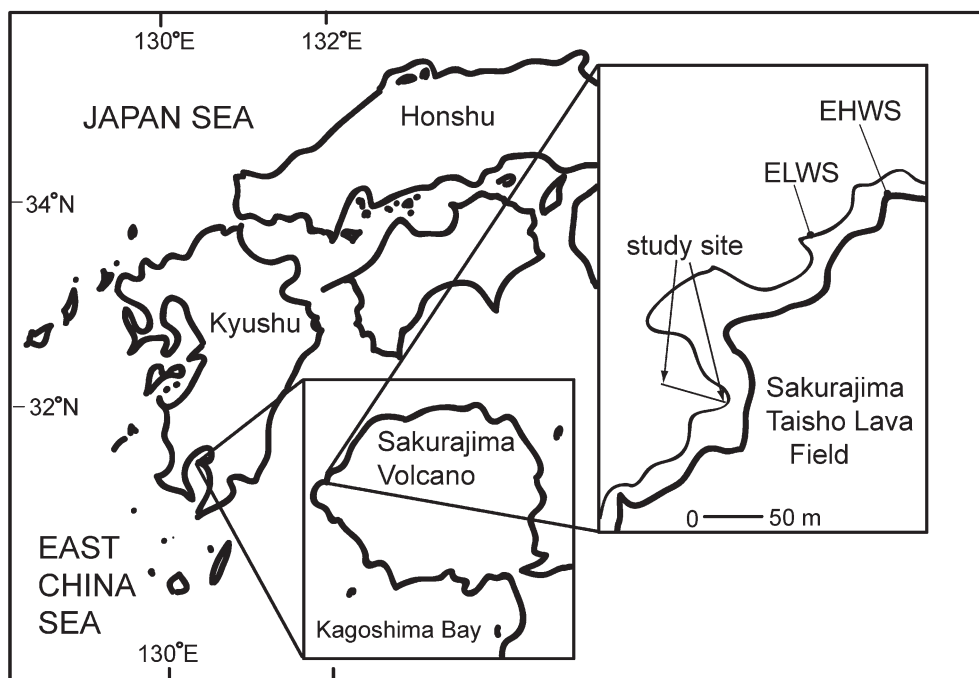 130°E
132°E
JAPAN SEA
Honshu
EHWS
ELWS
34°N
study site
Kyushu
Sakurajima
Taisho Lava
Field
32°N
Sakurajima
Volcano
0
50 m
EAST
CHINA
SEA
Kagoshima Bay
130°E